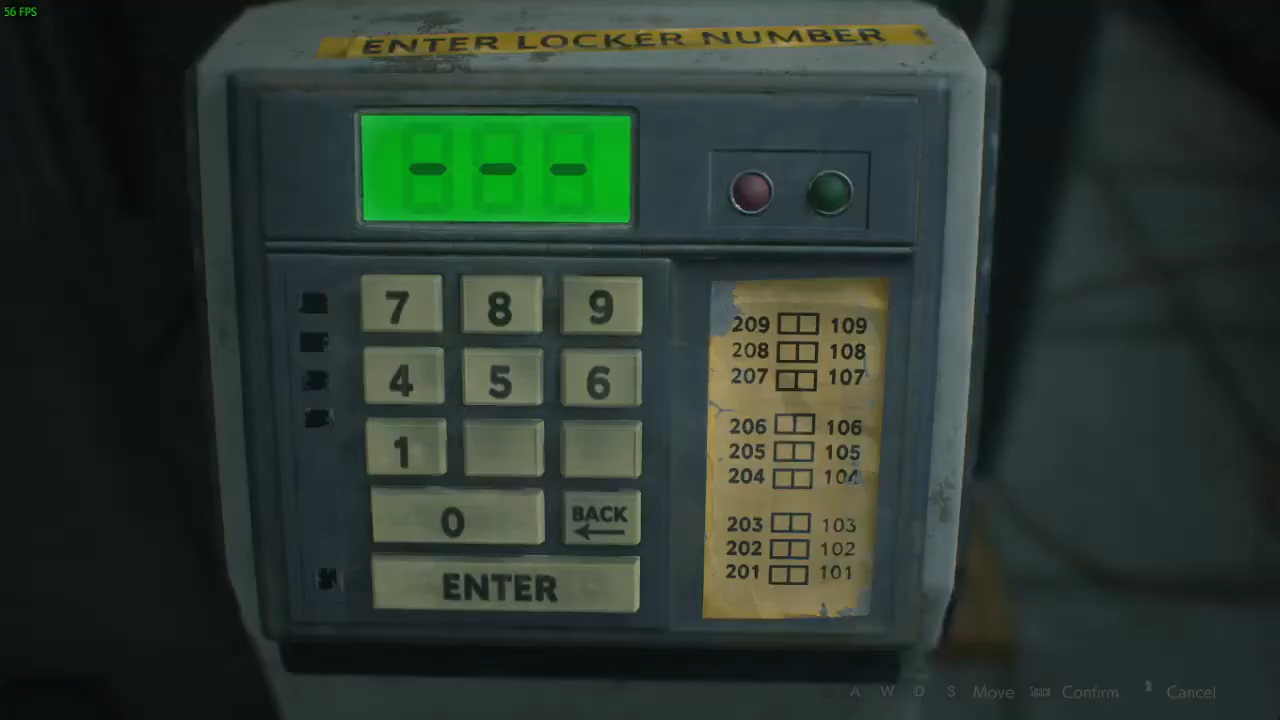 56 FPS
ENTER LOCKER NUMBER
- - -
7 8 9
4 5 6
1
0 BACK
ENTER
209 109
208 108
207 107
206 106
205 105
204 104
203 103
202 102
201 101
A W D S Move Space Confirm Cancel